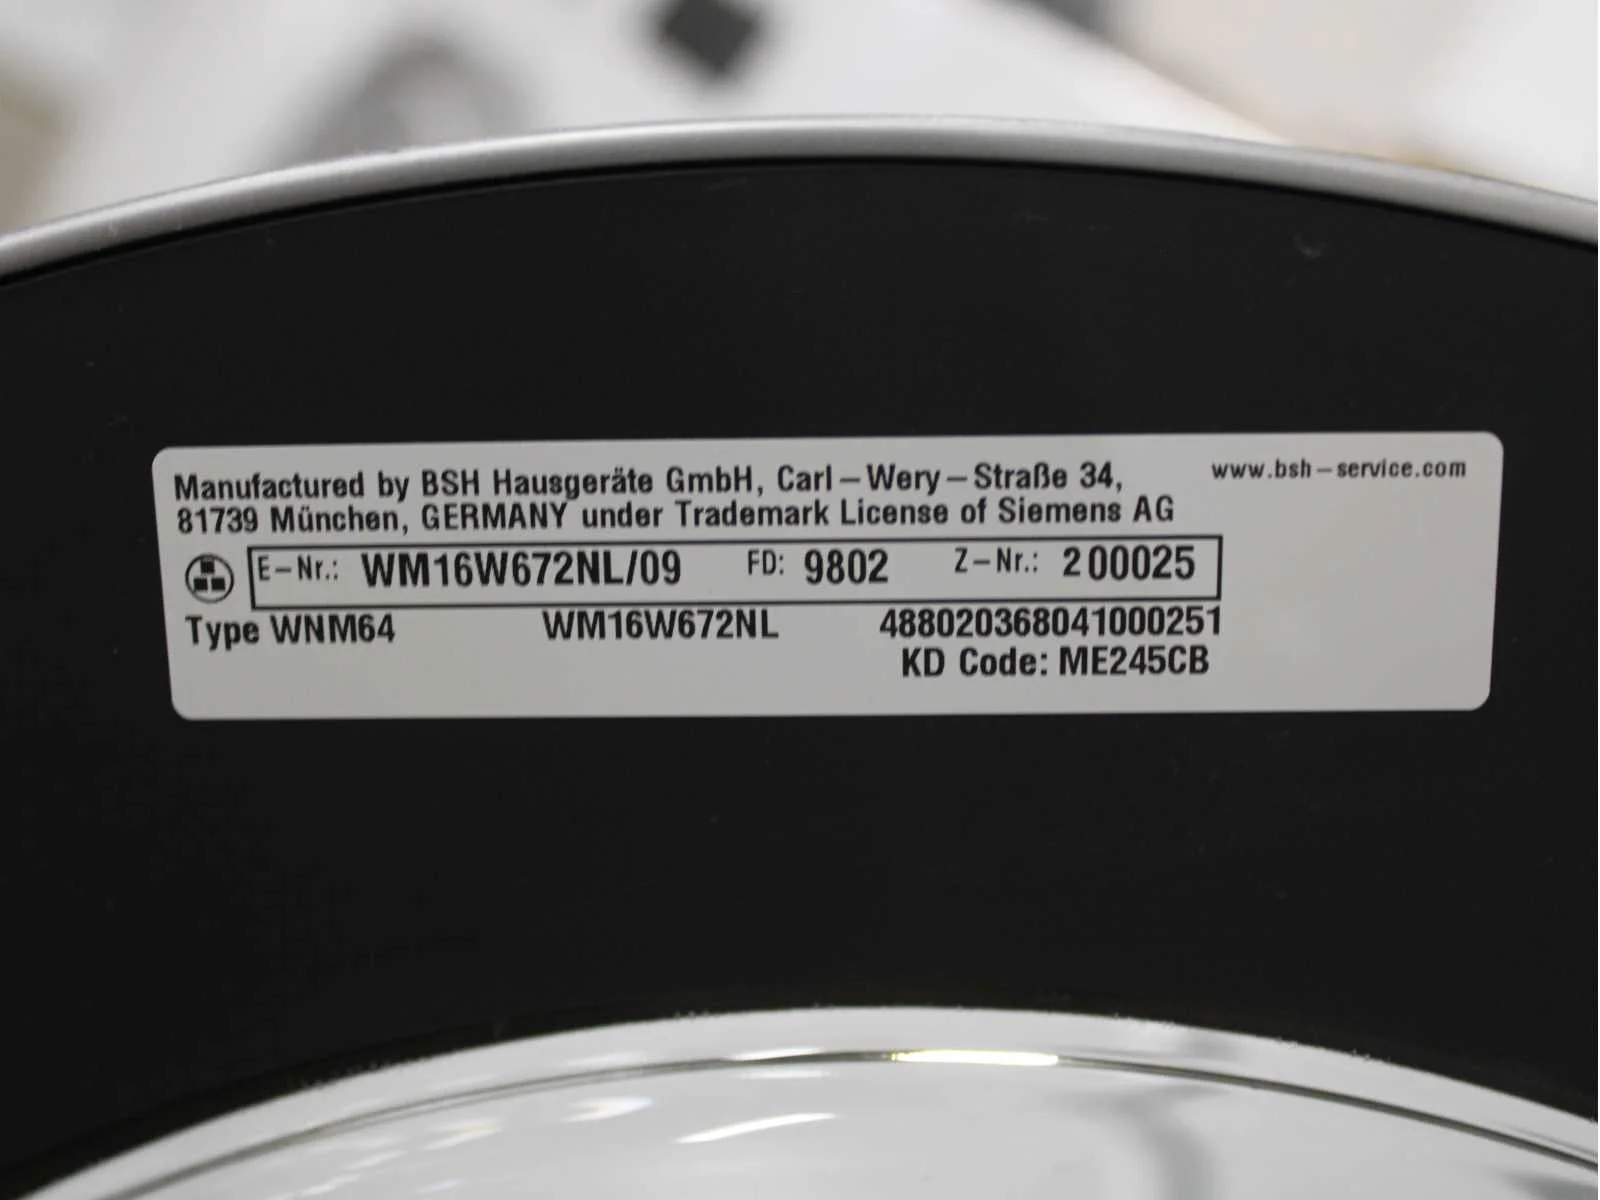 Manufactured by BSH Hausgeräte GmbH, Carl-Wery-Straße 34,
www.bsh-service.com
81739 München, GERMANY under Trademark License of Siemens AG
E-Nr.: WM16W672NL/09 FD: 9802 Z-Nr.: 200025
Type WNM64 WM16W672NL 488020368041000251
KD Code: ME245CB